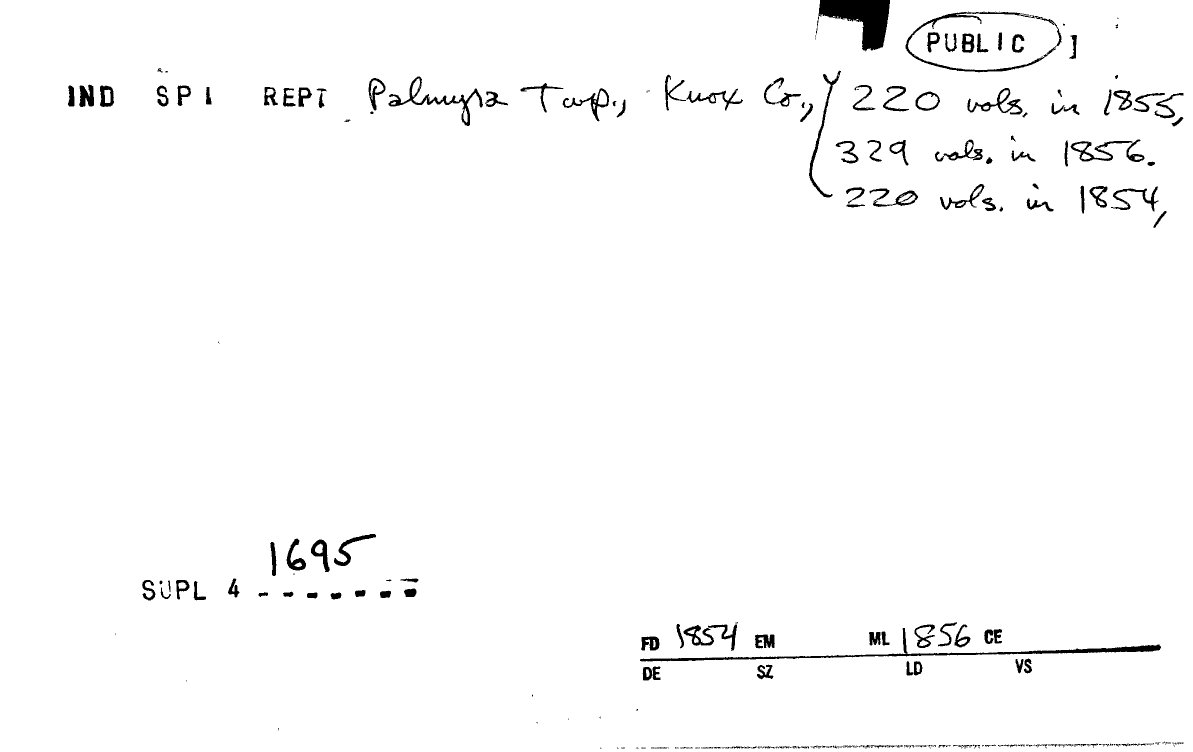 PUBLIC ]
IND SPI REPT Palmyra Twp., Knox Co., 220 vols. in 1855,
329 vols. in 1856.
220 vols. in 1854,
1695
SUPL 4 - - - - - - -
FD 1854 EM ML 1856 CE
DE SZ LD VS